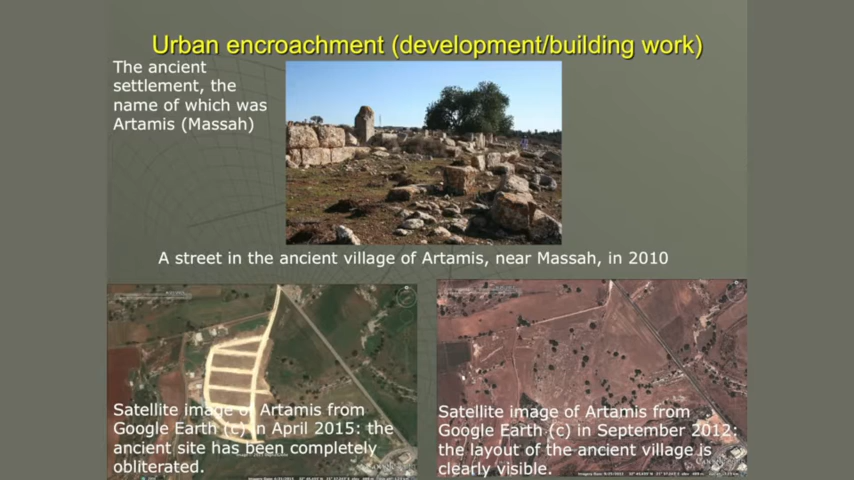 Urban encroachment (development/building work)
The ancient
settlement, the
name of which was
Artamis (Massah)
A street in the ancient village of Artamis, near Massah, in 2010
Satellite image of Artamis from
Google Earth (c) in April 2015: the
ancient site has been completely
obliterated.
Satellite image of Artamis from
Google Earth (c) in September 2012:
the layout of the ancient village is
clearly visible.